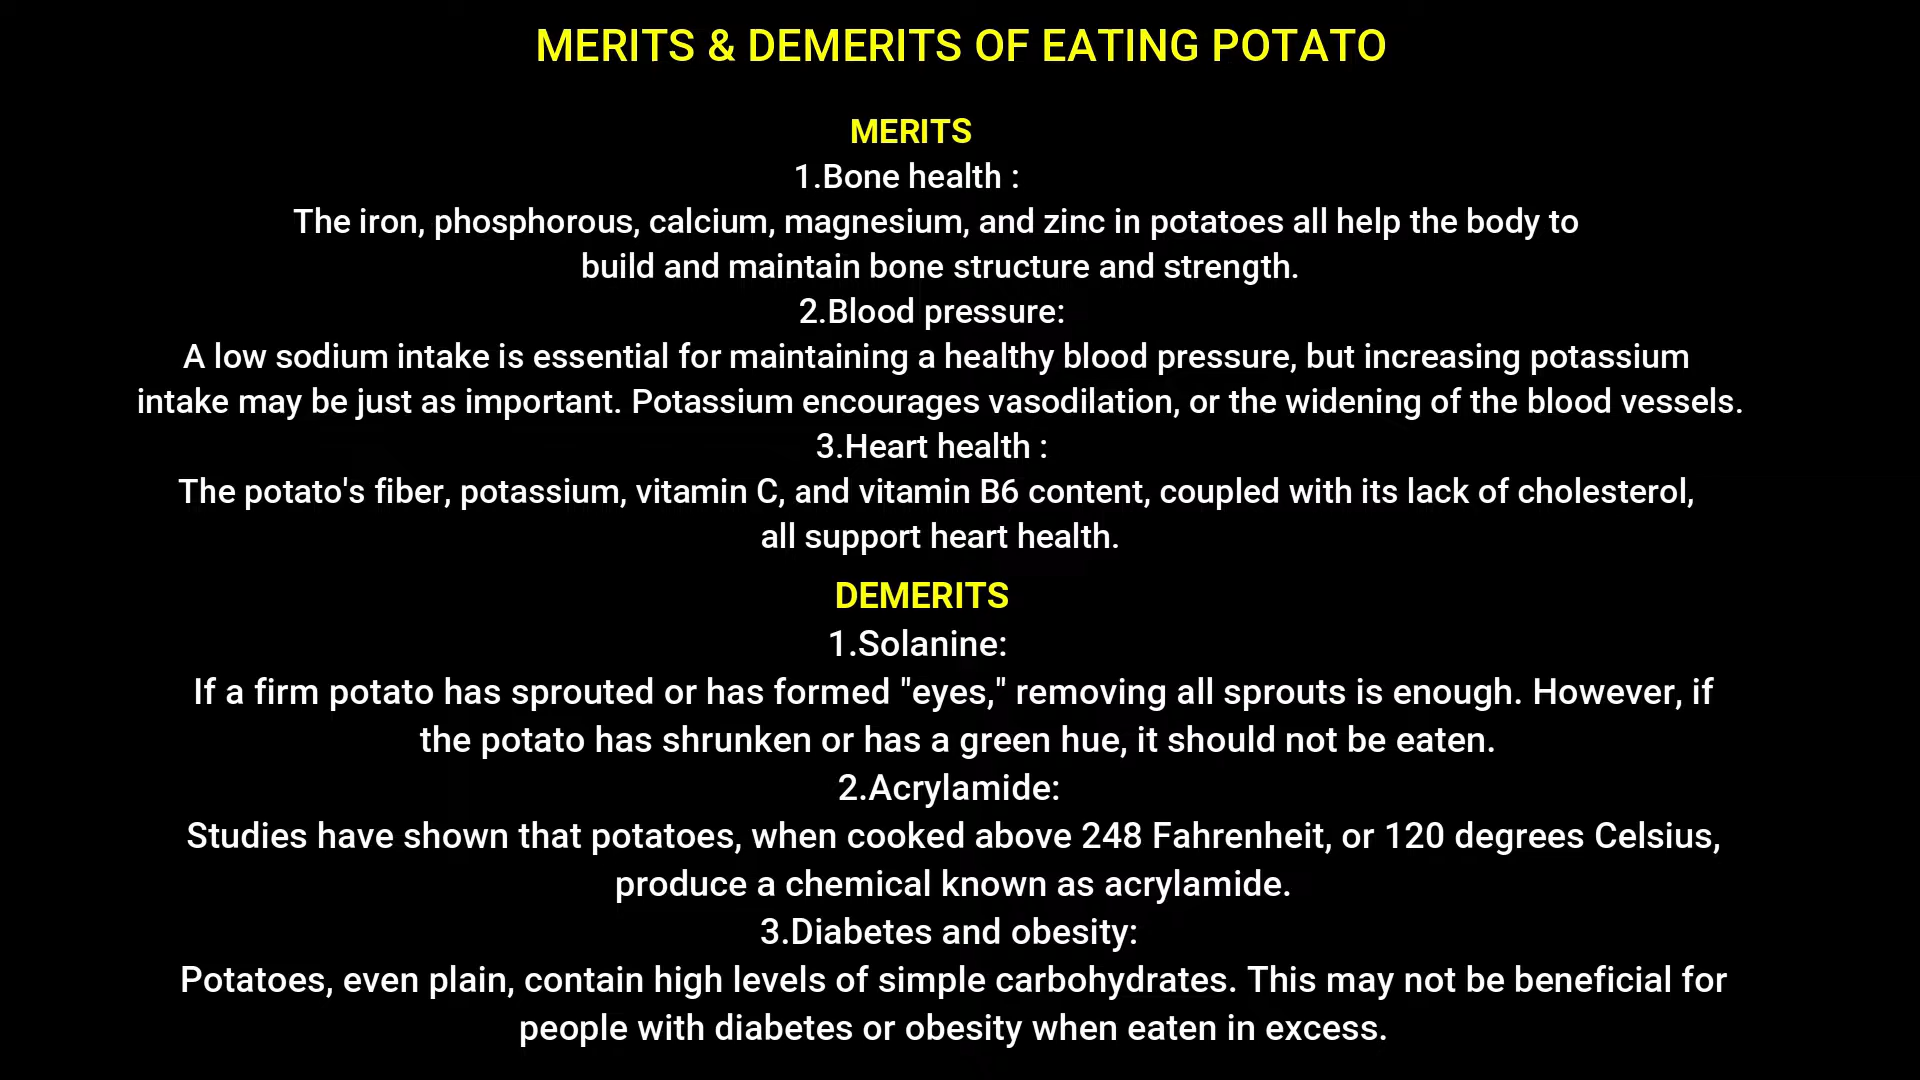 MERITS & DEMERITS OF EATING POTATO
MERITS
1.Bone health :
The iron, phosphorous, calcium, magnesium, and zinc in potatoes all help the body to
build and maintain bone structure and strength.
2.Blood pressure:
A low sodium intake is essential for maintaining a healthy blood pressure, but increasing potassium
intake may be just as important. Potassium encourages vasodilation, or the widening of the blood vessels.
3.Heart health :
The potato's fiber, potassium, vitamin C, and vitamin B6 content, coupled with its lack of cholesterol,
all support heart health.
DEMERITS
1.Solanine:
If a firm potato has sprouted or has formed "eyes," removing all sprouts is enough. However, if
the potato has shrunken or has a green hue, it should not be eaten.
2.Acrylamide:
Studies have shown that potatoes, when cooked above 248 Fahrenheit, or 120 degrees Celsius,
produce a chemical known as acrylamide.
3.Diabetes and obesity:
Potatoes, even plain, contain high levels of simple carbohydrates. This may not be beneficial for
people with diabetes or obesity when eaten in excess.